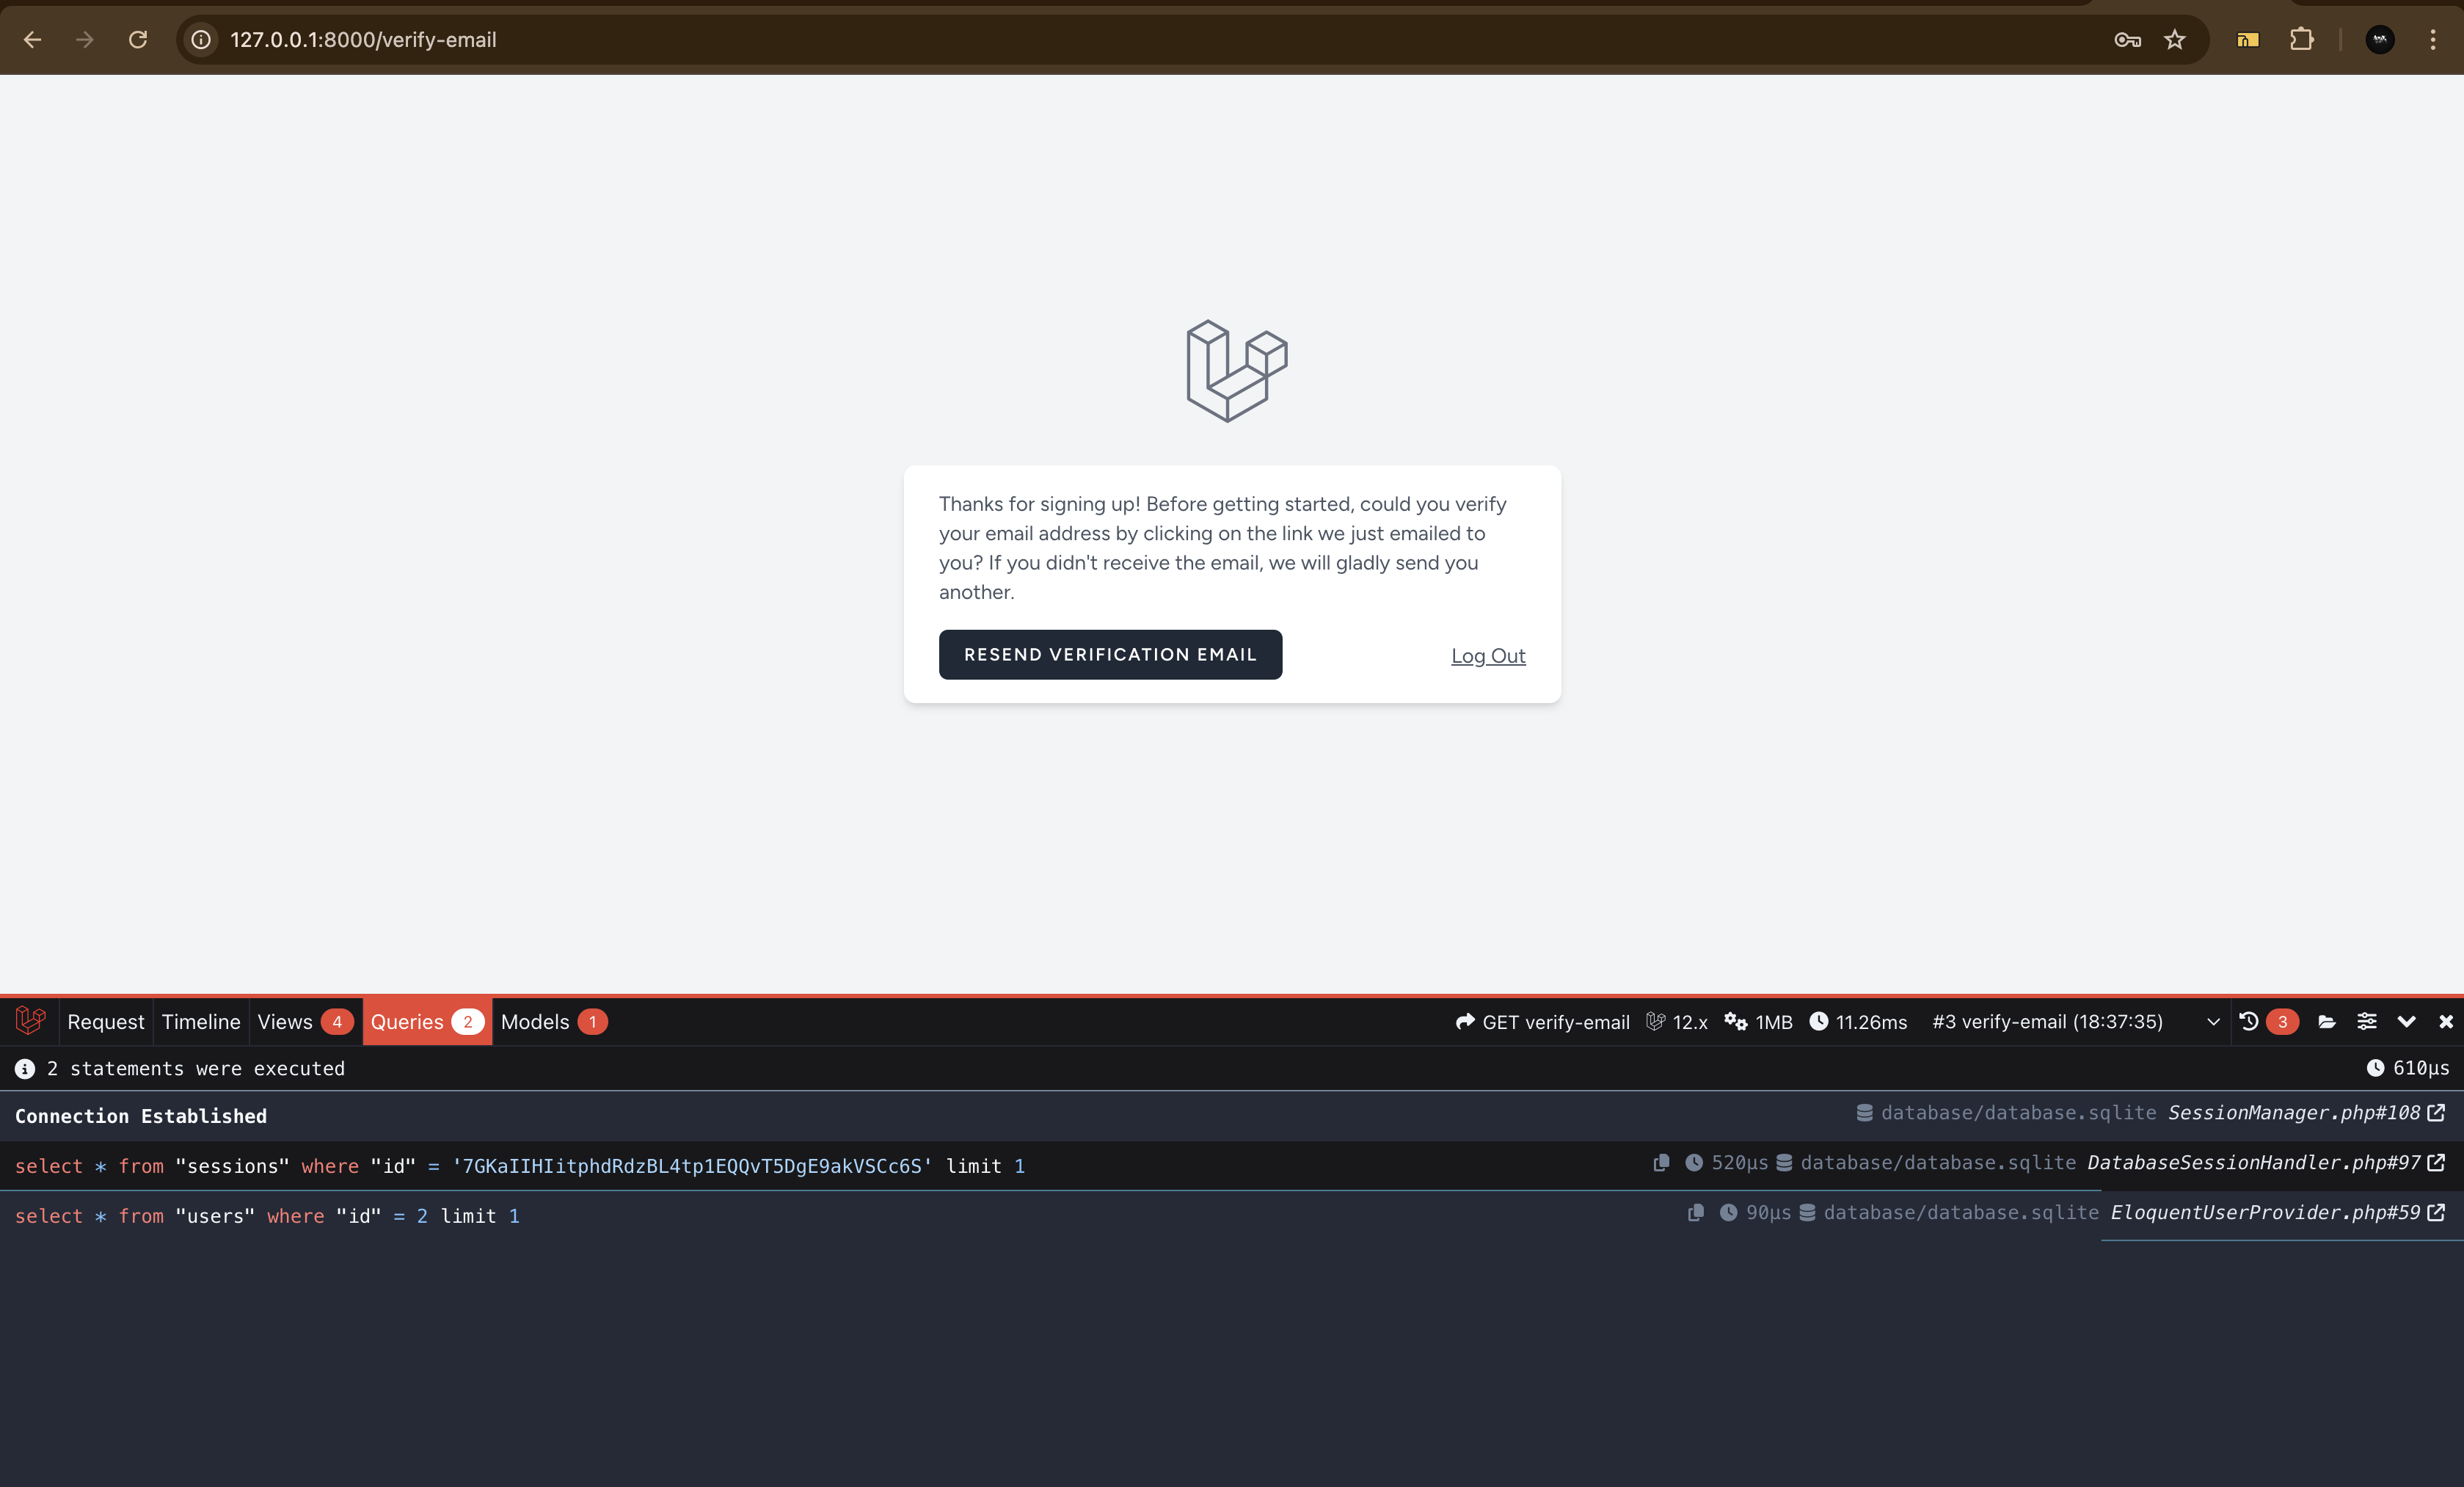 127.0.0.1:8000/verify-email
Thanks for signing up! Before getting started, could you verify
your email address by clicking on the link we just emailed to
you? If you didn't receive the email, we will gladly send you
another.
RESEND VERIFICATION EMAIL
Log Out
Request Timeline Views 4 Queries 2 Models 1 GET verify-email 12.x 1MB 11.26ms #3 verify-email (18:37:35) 3
2 statements were executed 610μs
Connection Established database/database.sqlite SessionManager.php#108
select * from "sessions" where "id" = '7GKaIIHIitphdRdzBL4tp1EQQvT5DgE9akVSCc6S' limit 1 520μs database/database.sqlite DatabaseSessionHandler.php#97
select * from "users" where "id" = 2 limit 1 90μs database/database.sqlite EloquentUserProvider.php#59